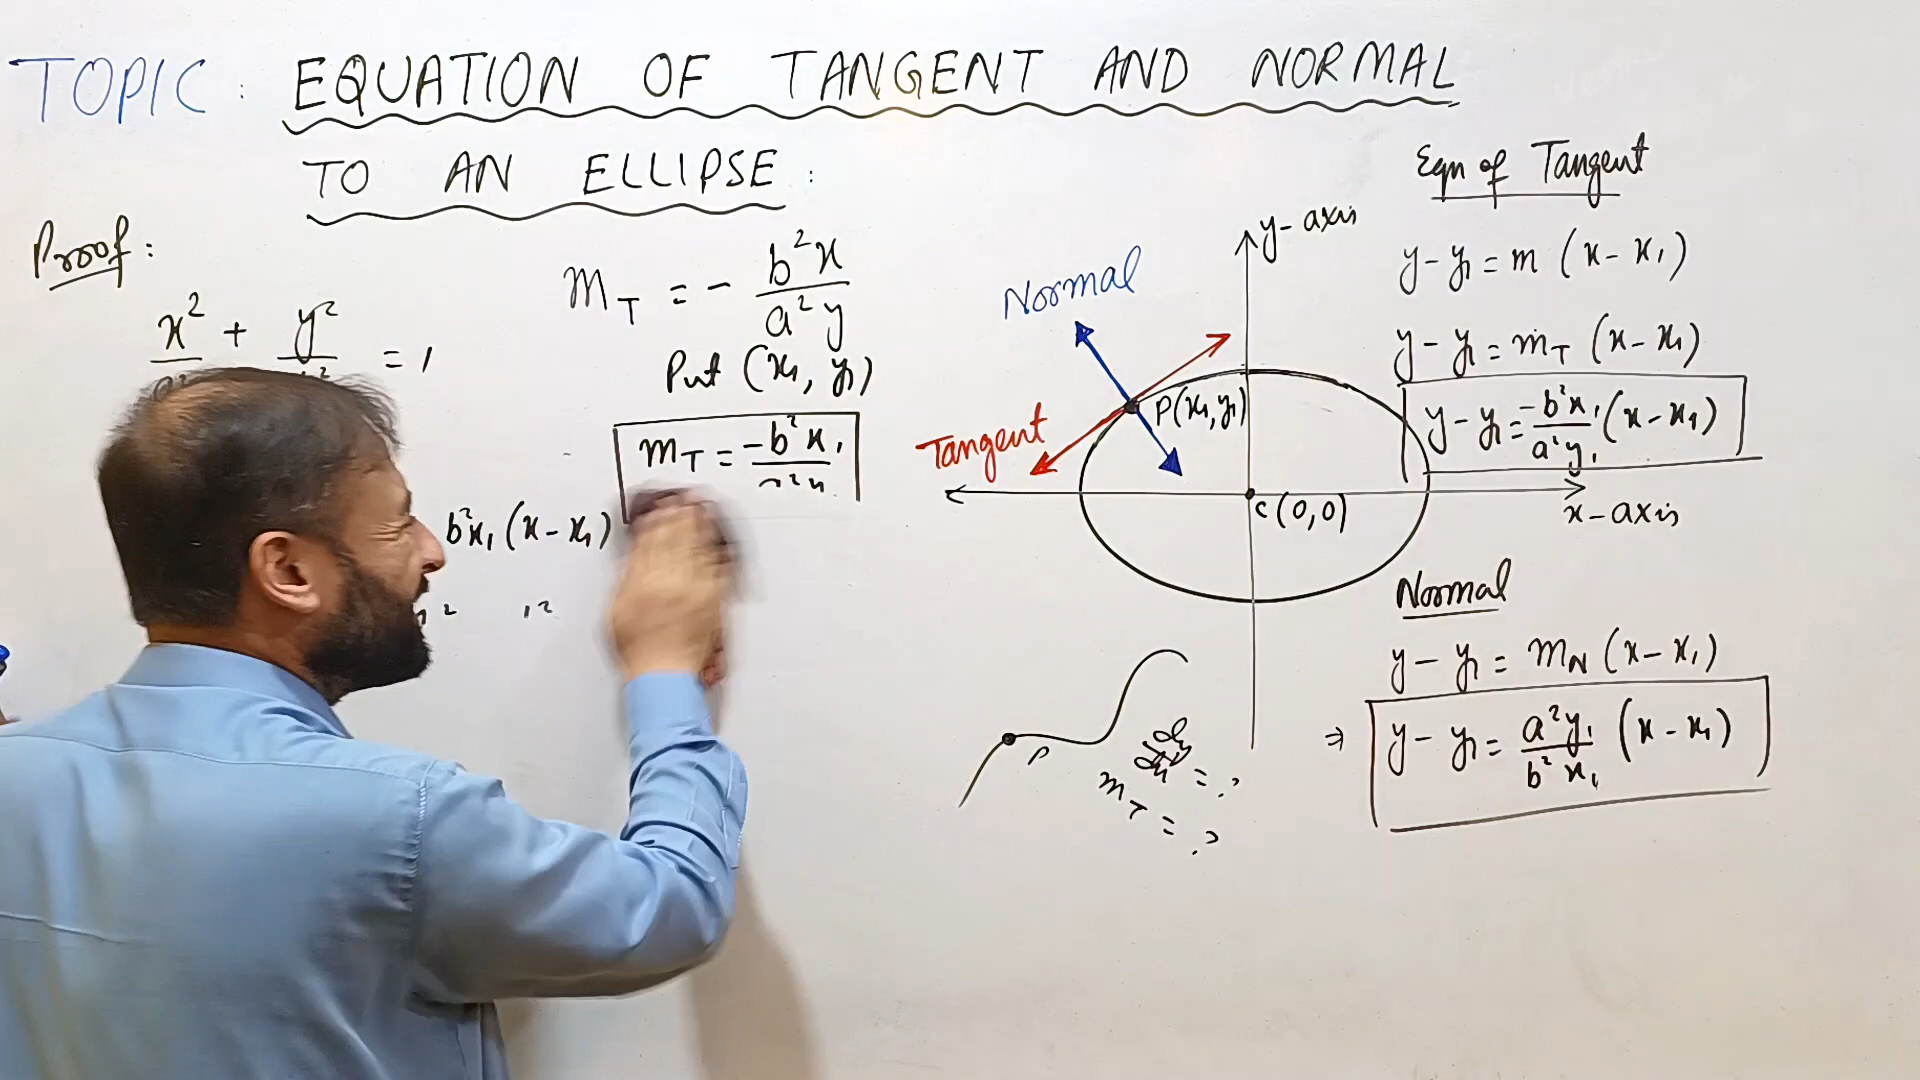 TOPIC: EQUATION OF TANGENT AND NORMAL
TO AN ELLIPSE:
Proof:
x² + y² = 1
m_T = - b²x / a²y
Put (x₁, y₁)
m_T = -b²x₁
b²x₁(x-x₁)
y-axis
Normal
Tangent
P(x₁, y₁)
C(0,0)
x-axis
P
dy/dx = ?
m_T = ?
Eqn of Tangent
y - y₁ = m (x - x₁)
y - y₁ = m_T (x - x₁)
y - y₁ = -b²x₁ / a²y₁ (x - x₁)
Normal
y - y₁ = m_N (x - x₁)
⇒ y - y₁ = a²y₁ / b²x₁ (x - x₁)